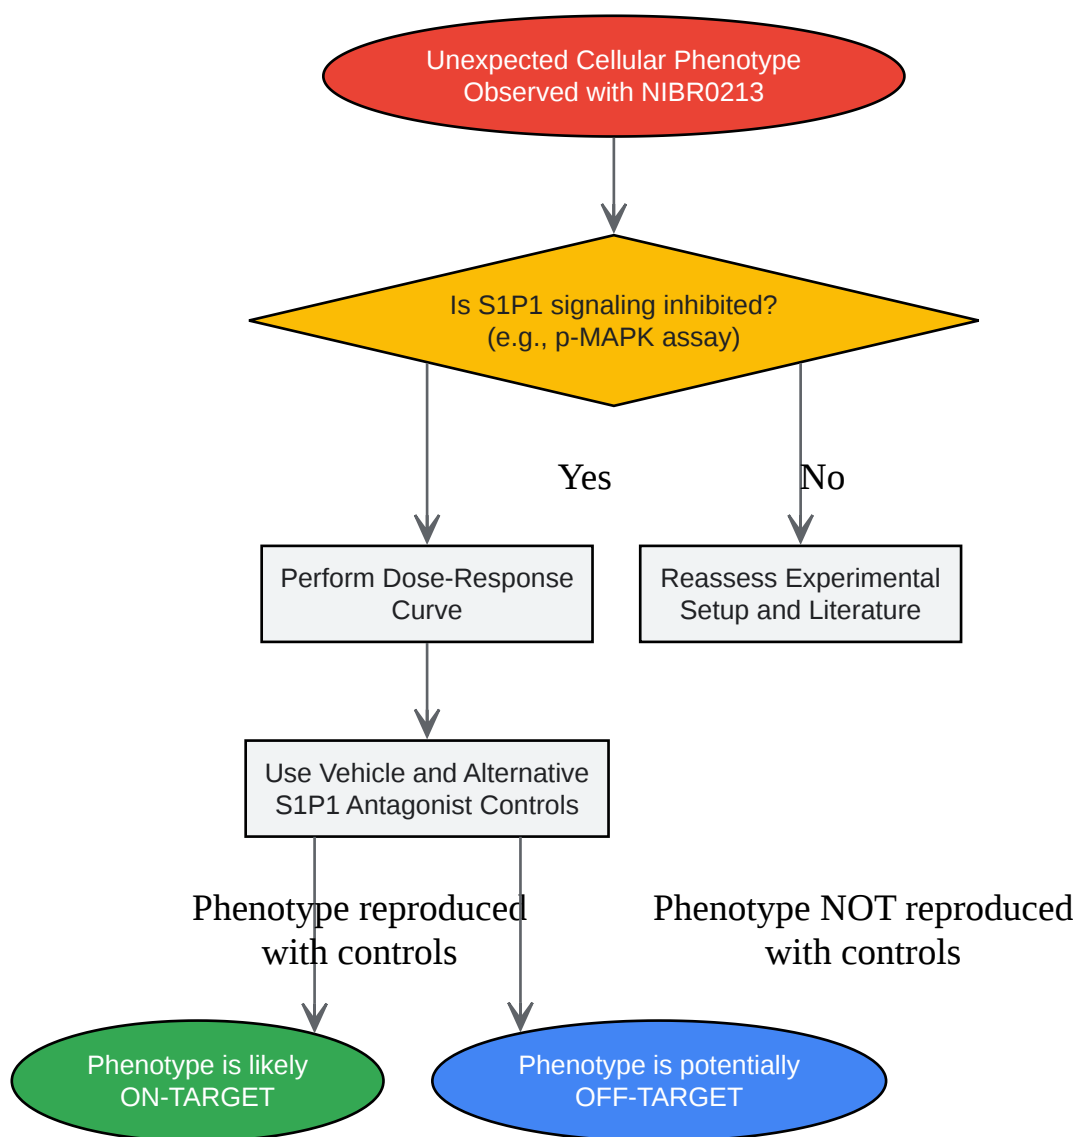 Unexpected Cellular Phenotype
Observed with NIBR0213
Is S1P1 signaling inhibited?
(e.g., p-MAPK assay)
Yes
No
Perform Dose-Response
Curve
Reassess Experimental
Setup and Literature
Use Vehicle and Alternative
S1P1 Antagonist Controls
Phenotype reproduced
with controls
Phenotype NOT reproduced
with controls
Phenotype is likely
ON-TARGET
Phenotype is potentially
OFF-TARGET